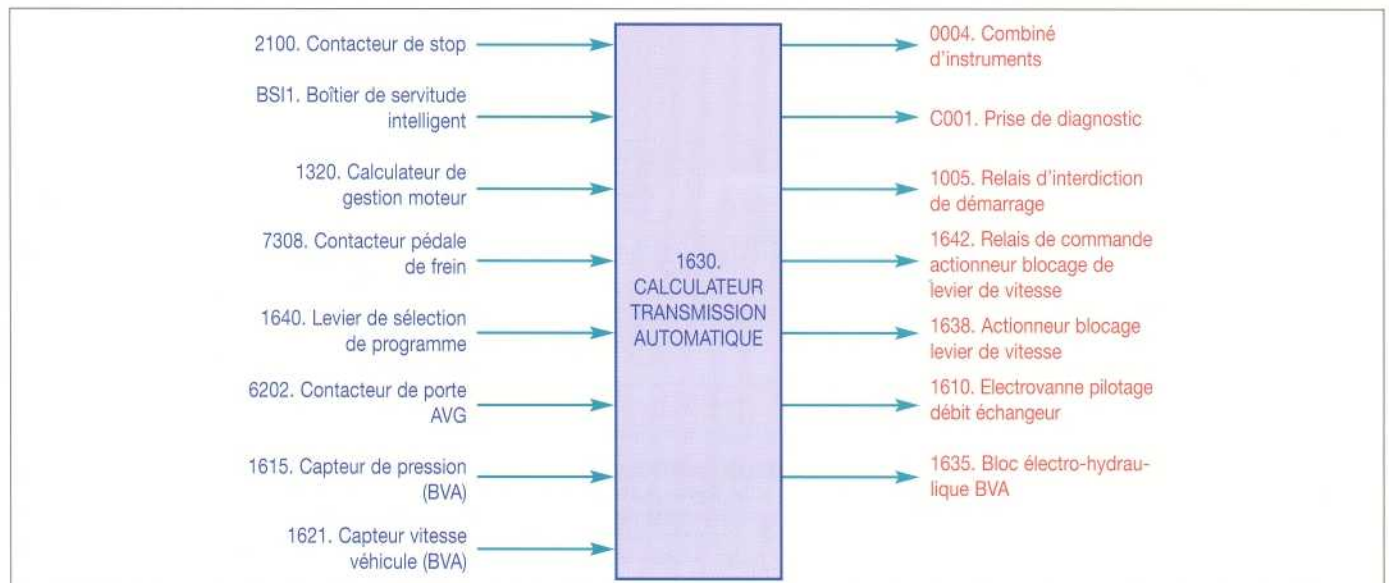 2100. Contacteur de stop
BSI1. Boîtier de servitude
intelligent
1320. Calculateur de
gestion moteur
7308. Contacteur pédale
de frein
1640. Levier de sélection
de programme
6202. Contacteur de porte
AVG
1615. Capteur de pression
(BVA)
1621. Capteur vitesse
véhicule (BVA)
1630.
CALCULATEUR
TRANSMISSION
AUTOMATIQUE
0004. Combiné
d'instruments
C001. Prise de diagnostic
1005. Relais d'interdiction
de démarrage
1642. Relais de commande
actionneur blocage de
levier de vitesse
1638. Actionneur blocage
levier de vitesse
1610. Electrovanne pilotage
débit échangeur
1635. Bloc électro-hydrau-
lique BVA